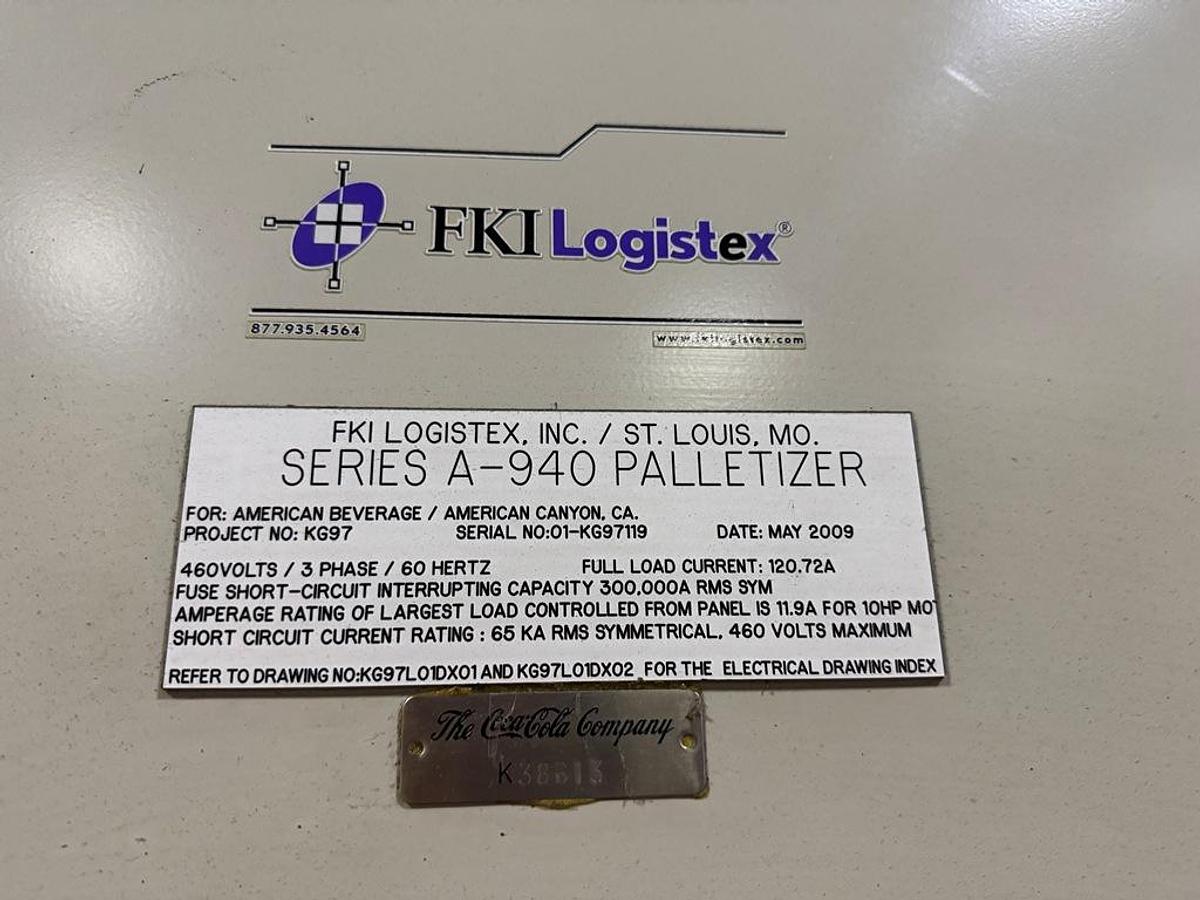 FKI Logistex®
877.935.4564
www.fkilogistex.com
FKI LOGISTEX, INC. / ST. LOUIS, MO.
SERIES A-940 PALLETIZER
FOR: AMERICAN BEVERAGE / AMERICAN CANYON, CA.
PROJECT NO: KG97 SERIAL NO:01-KG97119 DATE: MAY 2009
460VOLTS / 3 PHASE / 60 HERTZ FULL LOAD CURRENT: 120.72A
FUSE SHORT-CIRCUIT INTERRUPTING CAPACITY 300.000A RMS SYM
AMPERAGE RATING OF LARGEST LOAD CONTROLLED FROM PANEL IS 11.9A FOR 10HP MOT
SHORT CIRCUIT CURRENT RATING : 65 KA RMS SYMMETRICAL, 460 VOLTS MAXIMUM
REFER TO DRAWING NO:KG97L01DX01 AND KG97L01DX02 FOR THE ELECTRICAL DRAWING INDEX
The Coca-Cola Company